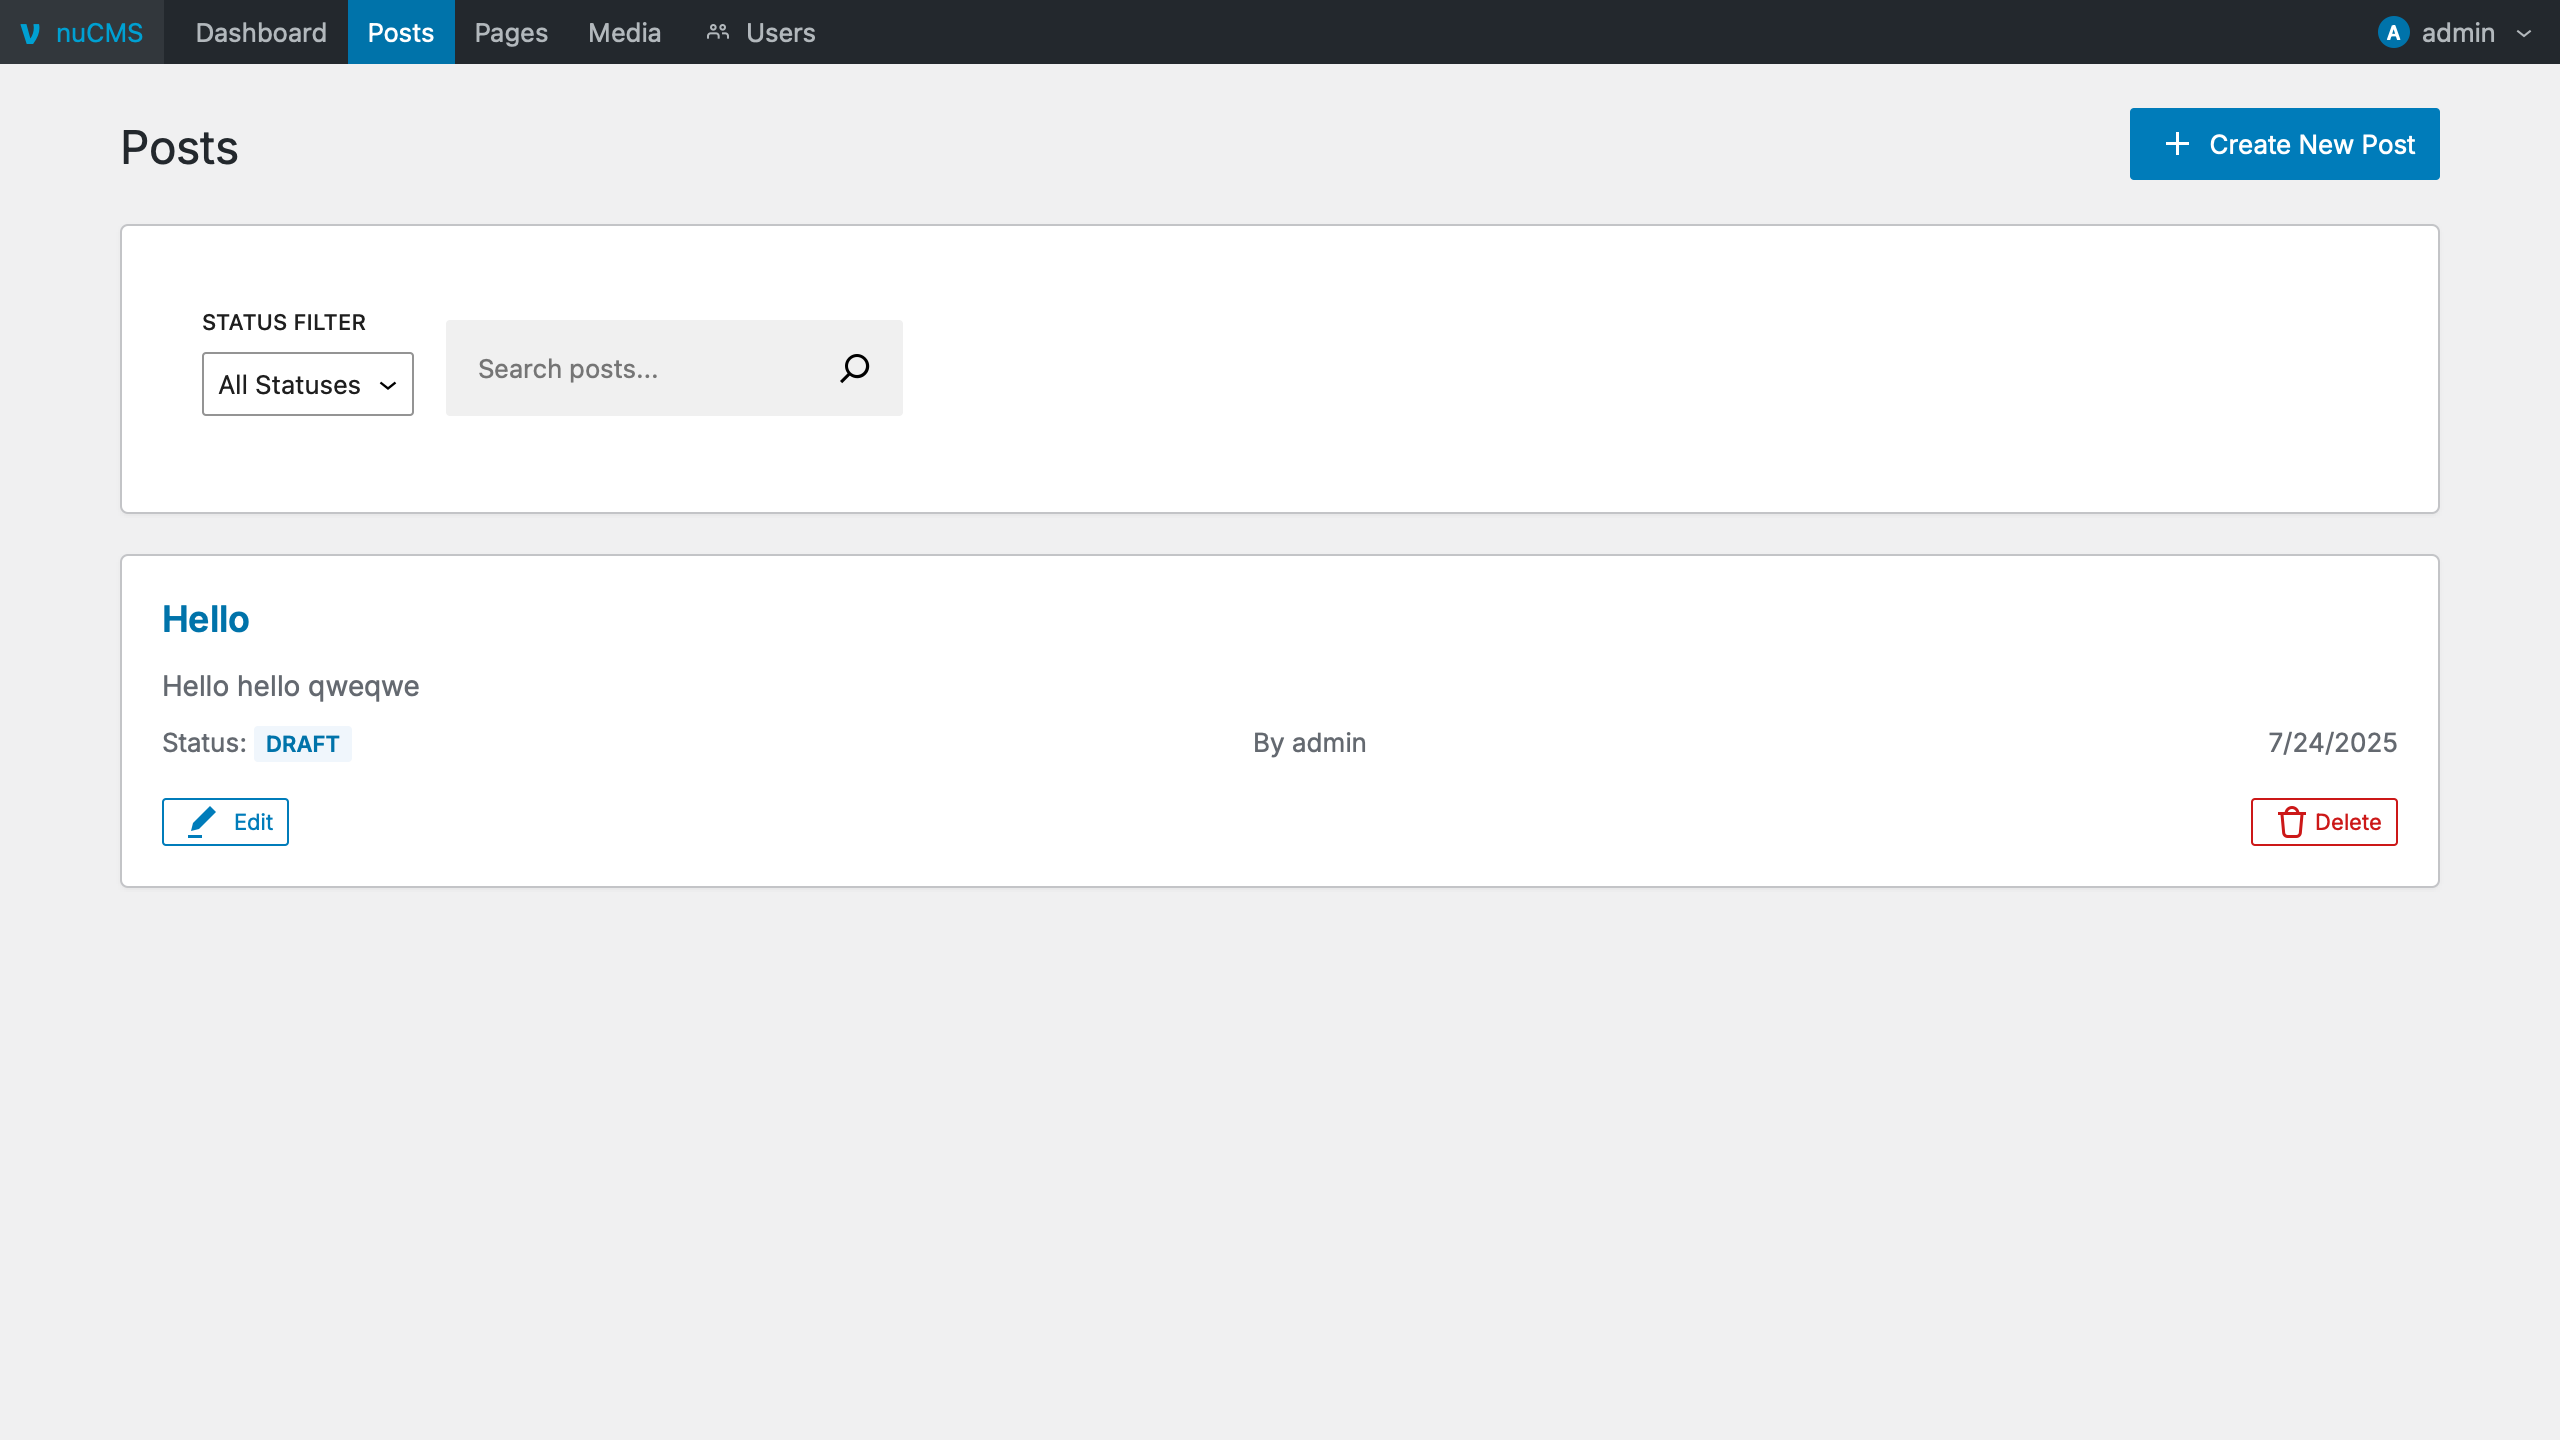 nuCMS Dashboard Posts Pages Media Users A admin
Posts
Create New Post
STATUS FILTER
All Statuses
Search posts...
Hello
Hello hello qweqwe
Status: DRAFT By admin 7/24/2025
Edit Delete